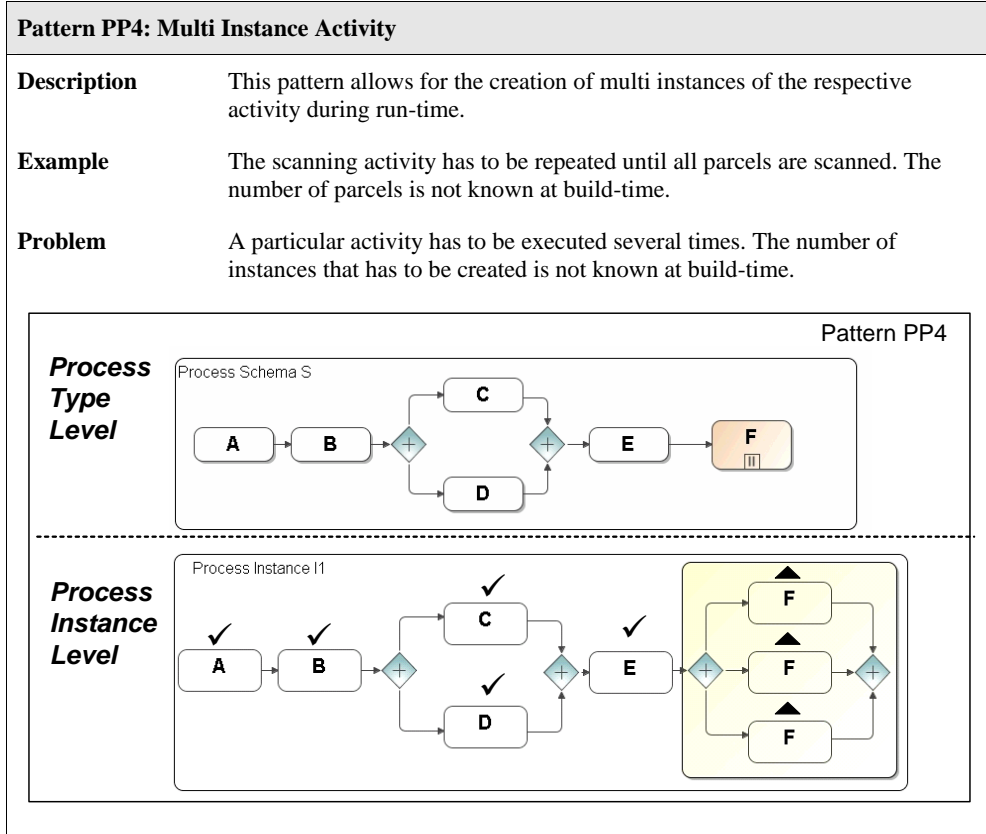 Pattern PP4: Multi Instance Activity
Description This pattern allows for the creation of multi instances of the respective
activity during run-time.
Example The scanning activity has to be repeated until all parcels are scanned. The
number of parcels is not known at build-time.
Problem A particular activity has to be executed several times. The number of
instances that has to be created is not known at build-time.
Pattern PP4
Process
Type
Level
Process Schema S
C
A B E F
D
Process
Instance
Level
Process Instance I1
F
C
A B E F
D
F